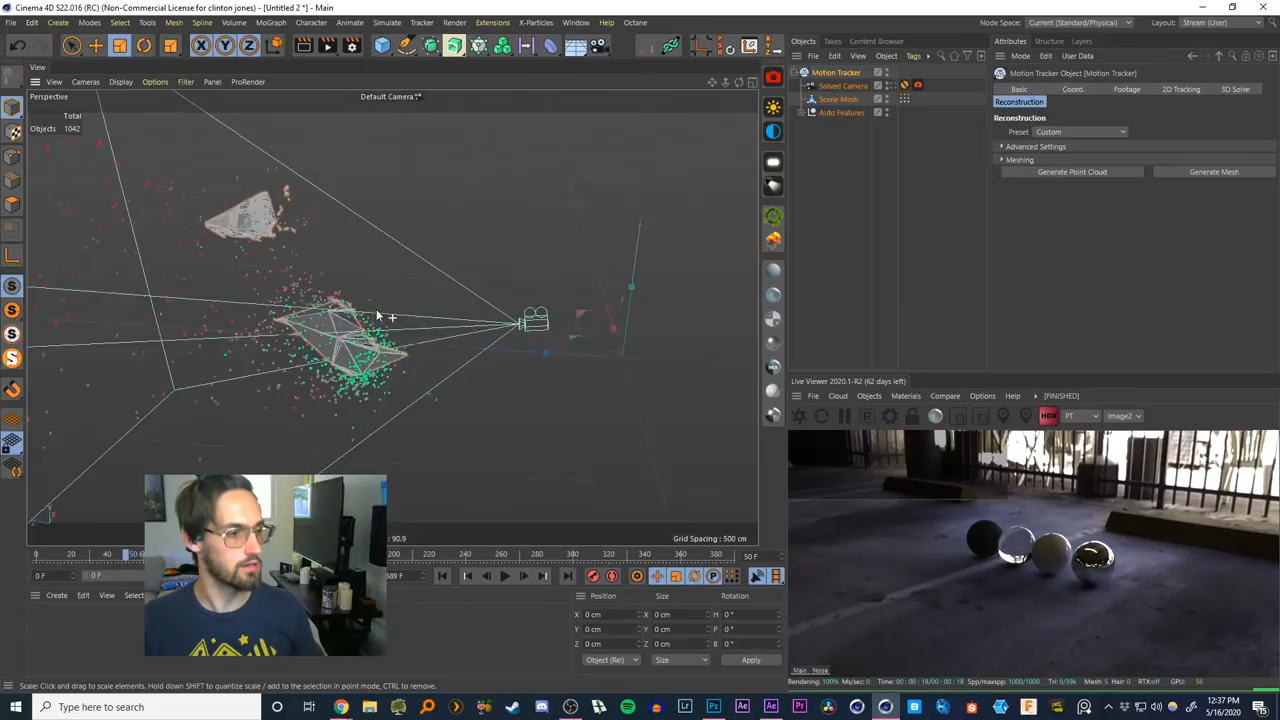 Cinema 4D S22.016 (RC) (Non-Commercial License for clinton jones) - [Untitled 2 *] - Main
File Edit Create Modes Select Tools Mesh Spline Volume MoGraph Character Animate Simulate Tracker Render Extensions X-Particles Window Help Octane
Node Space: Current (Standard/Physical) Layout: Stream (User)
View
View Cameras Display Options Filter Panel ProRender
Perspective
Default Camera
Total
Objects 1042
Grid Spacing : 500 cm
0 20 40 50 200 220 240 260 280 300 320 340 360 380
50 F
0 F
0 F
389 F
Create Edit View Select
Position Size Rotation
X 0 cm X 0 cm H 0 °
Y 0 cm Y 0 cm P 0 °
Z 0 cm Z 0 cm B 0 °
Object (Rel) Size Apply
Scale: Click and drag to scale elements. Hold down SHIFT to quantize scale / add to the selection in point mode, CTRL to remove.
Objects Takes Content Browser
File Edit View Object Tags
Motion Tracker
Solved Camera
Scene Mesh
Auto Features
Attributes Structure Layers
Mode Edit User Data
Motion Tracker Object [Motion Tracker]
Basic Coord. Footage 2D Tracking 3D Solve
Reconstruction
Reconstruction
Preset Custom
Advanced Settings
Meshing
Generate Point Cloud Generate Mesh
Live Viewer 2020.1-R2 (62 days left)
File Cloud Objects Materials Compare Options Help [FINISHED]
HDR PT Image2
Main Noise
Rendering: 100% Ms/sec: 0 Time: 00 : 00 : 18/00 : 00 : 18 Spp/maxspp: 1000/1000 Tri: 0/39k Mesh: 5 Hair: 0 RTX:off GPU: 56
Type here to search
12:37 PM
5/16/2020